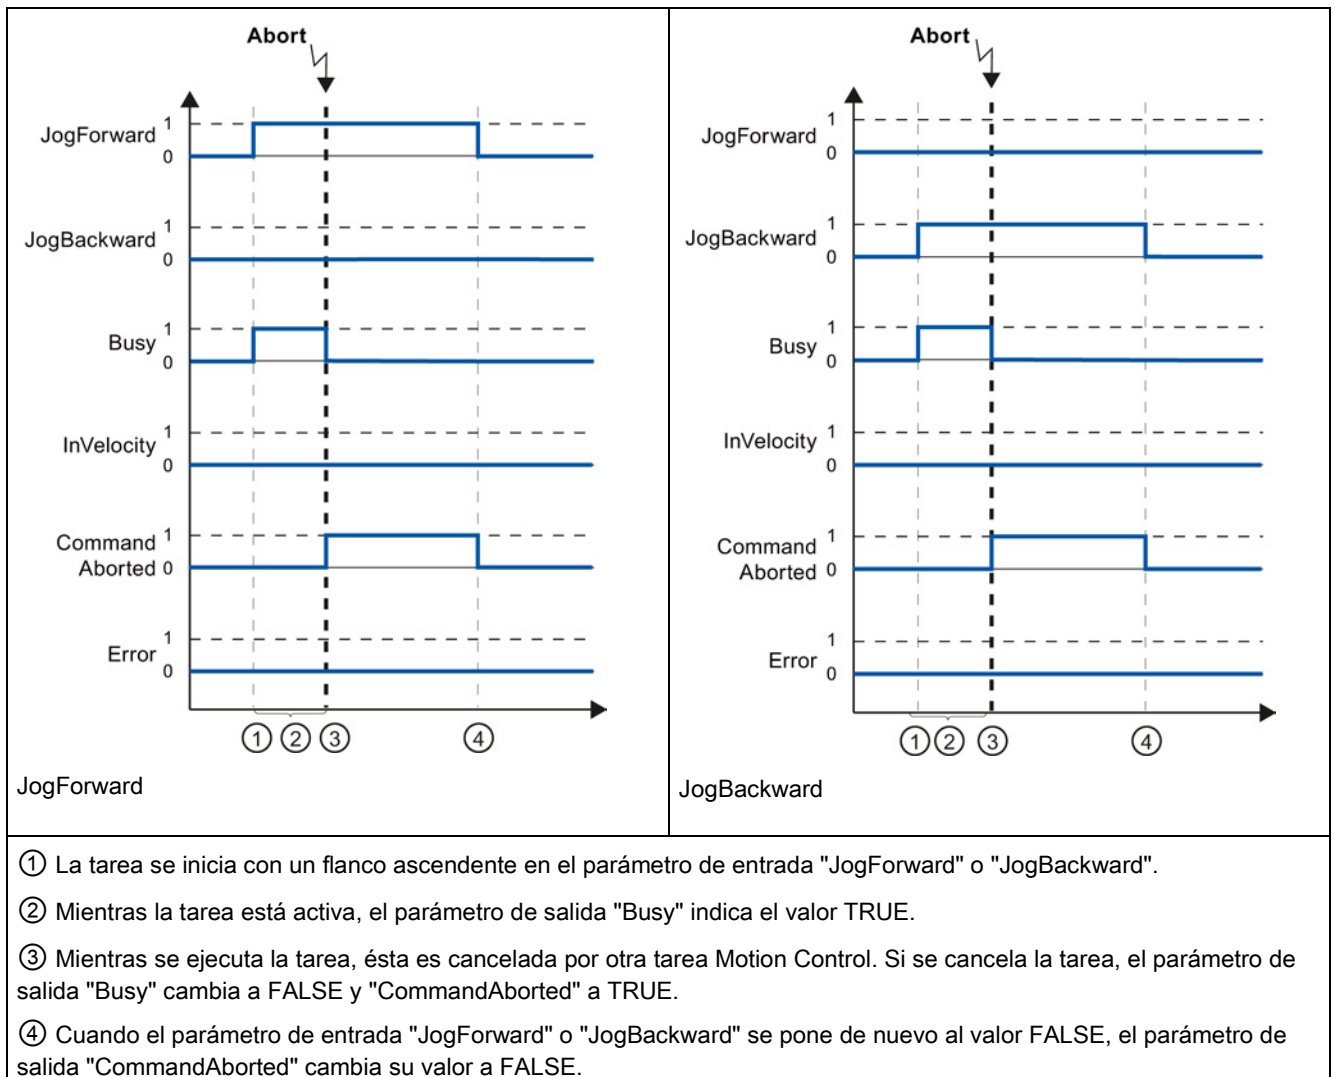 Abort
JogForward
1
0
JogBackward
1
0
Busy
1
0
InVelocity
1
0
Command
Aborted
1
0
Error
1
0
① ② ③ ④
JogForward
Abort
JogForward
1
0
JogBackward
1
0
Busy
1
0
InVelocity
1
0
Command
Aborted
1
0
Error
1
0
① ② ③ ④
JogBackward
① La tarea se inicia con un flanco ascendente en el parámetro de entrada "JogForward" o "JogBackward".
② Mientras la tarea está activa, el parámetro de salida "Busy" indica el valor TRUE.
③ Mientras se ejecuta la tarea, ésta es cancelada por otra tarea Motion Control. Si se cancela la tarea, el parámetro de
salida "Busy" cambia a FALSE y "CommandAborted" a TRUE.
④ Cuando el parámetro de entrada "JogForward" o "JogBackward" se pone de nuevo al valor FALSE, el parámetro de
salida "CommandAborted" cambia su valor a FALSE.